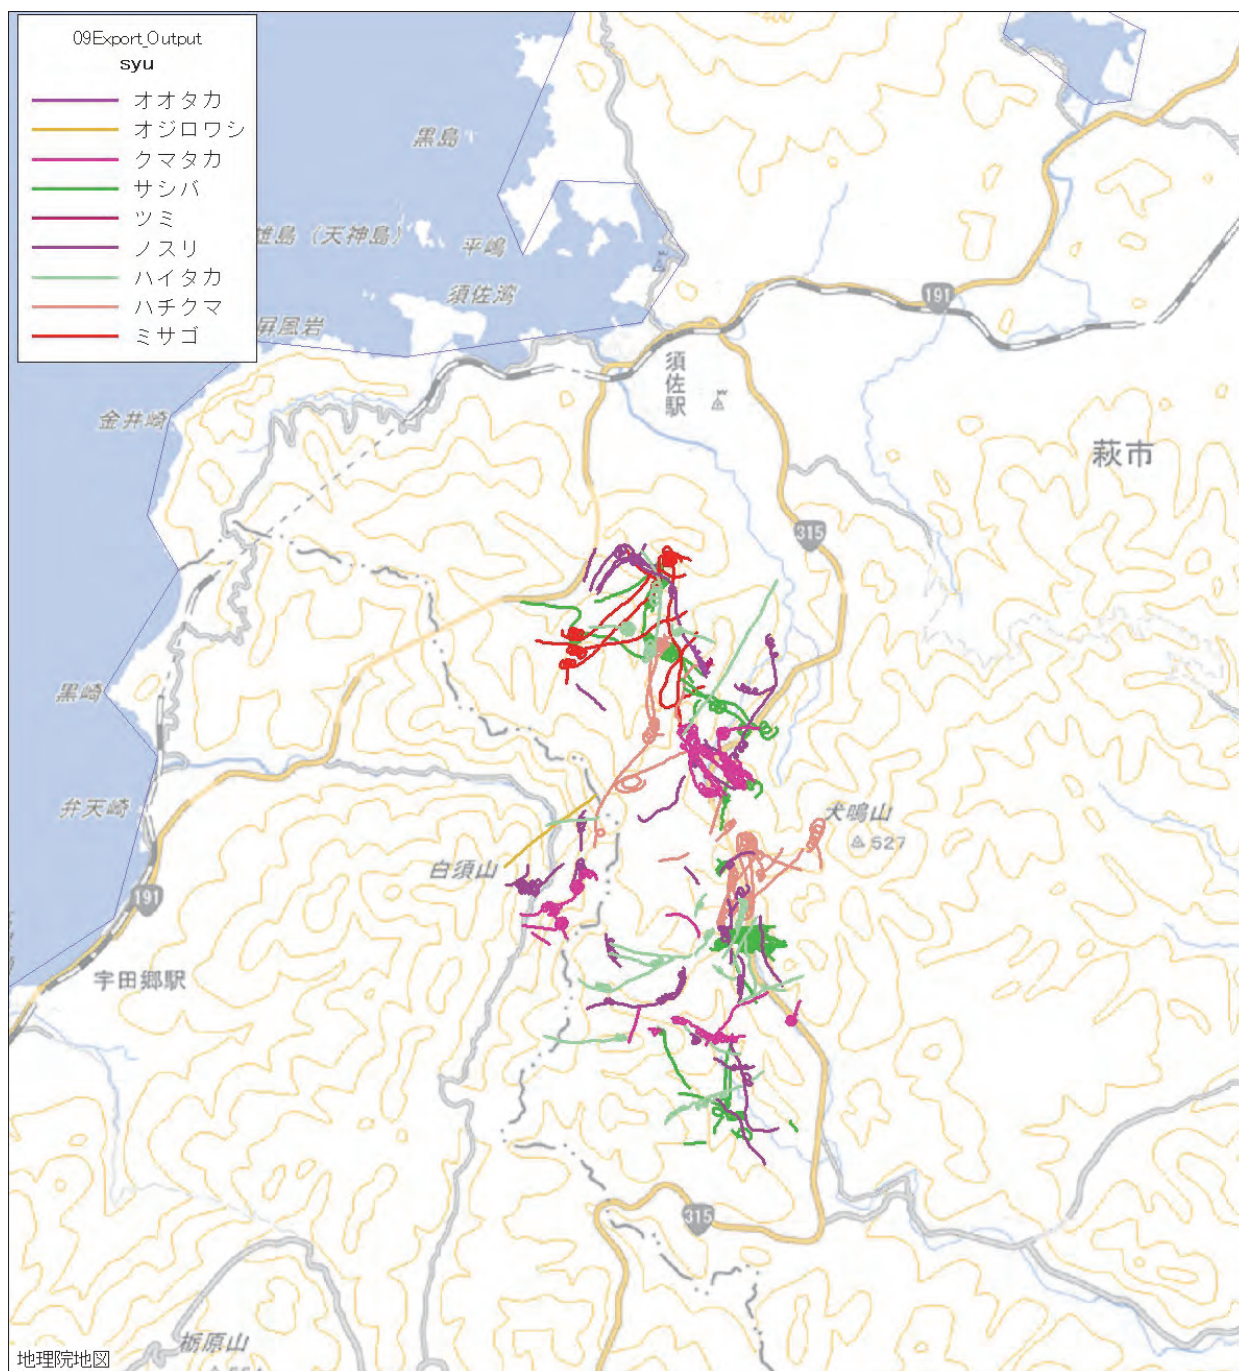 09Export_Output
syu
オオタカ
オジロワシ
クマタカ
サシバ
ツミ
ノスリ
ハイタカ
ハチクマ
ミサゴ
黒島
雄島（天神島）
平嶋
須佐湾
屏風岩
191
須佐駅
金井崎
萩市
315
黒崎
弁天崎
犬鳴山
527
白須山
191
宇田郷駅
315
栃原山
地理院地図